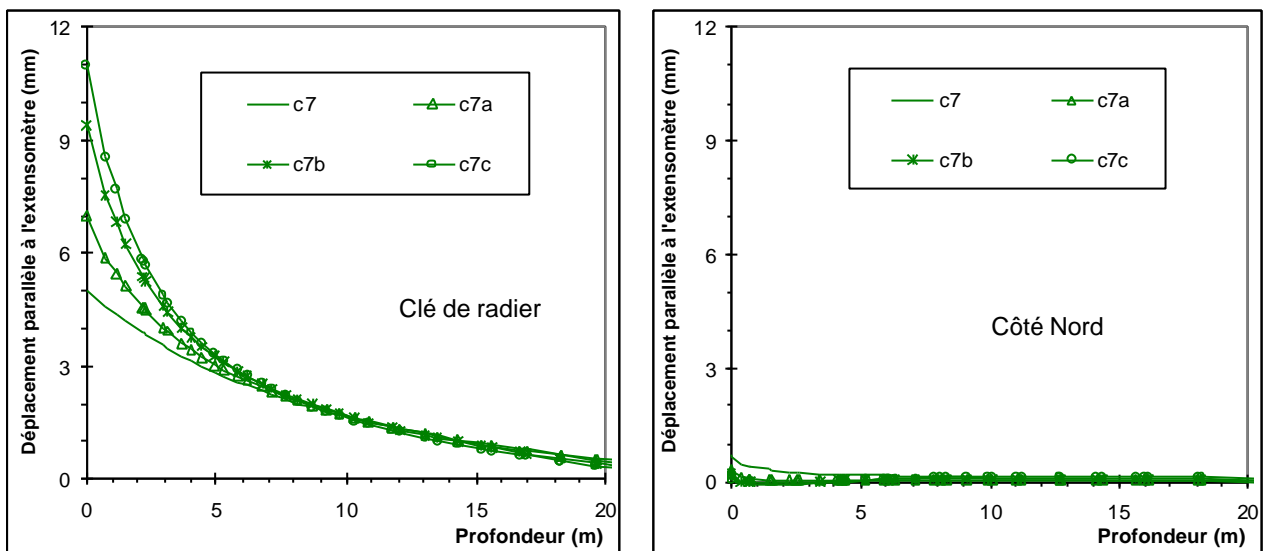 Déplacement parallèle à l'extensomètre (mm)
12
9
6
3
0
c7
c7a
c7b
c7c
Clé de radier
0
5
10
15
20
Profondeur (m)
Déplacement parallèle à l'extensomètre (mm)
12
9
6
3
0
c7
c7a
c7b
c7c
Côté Nord
0
5
10
15
20
Profondeur (m)